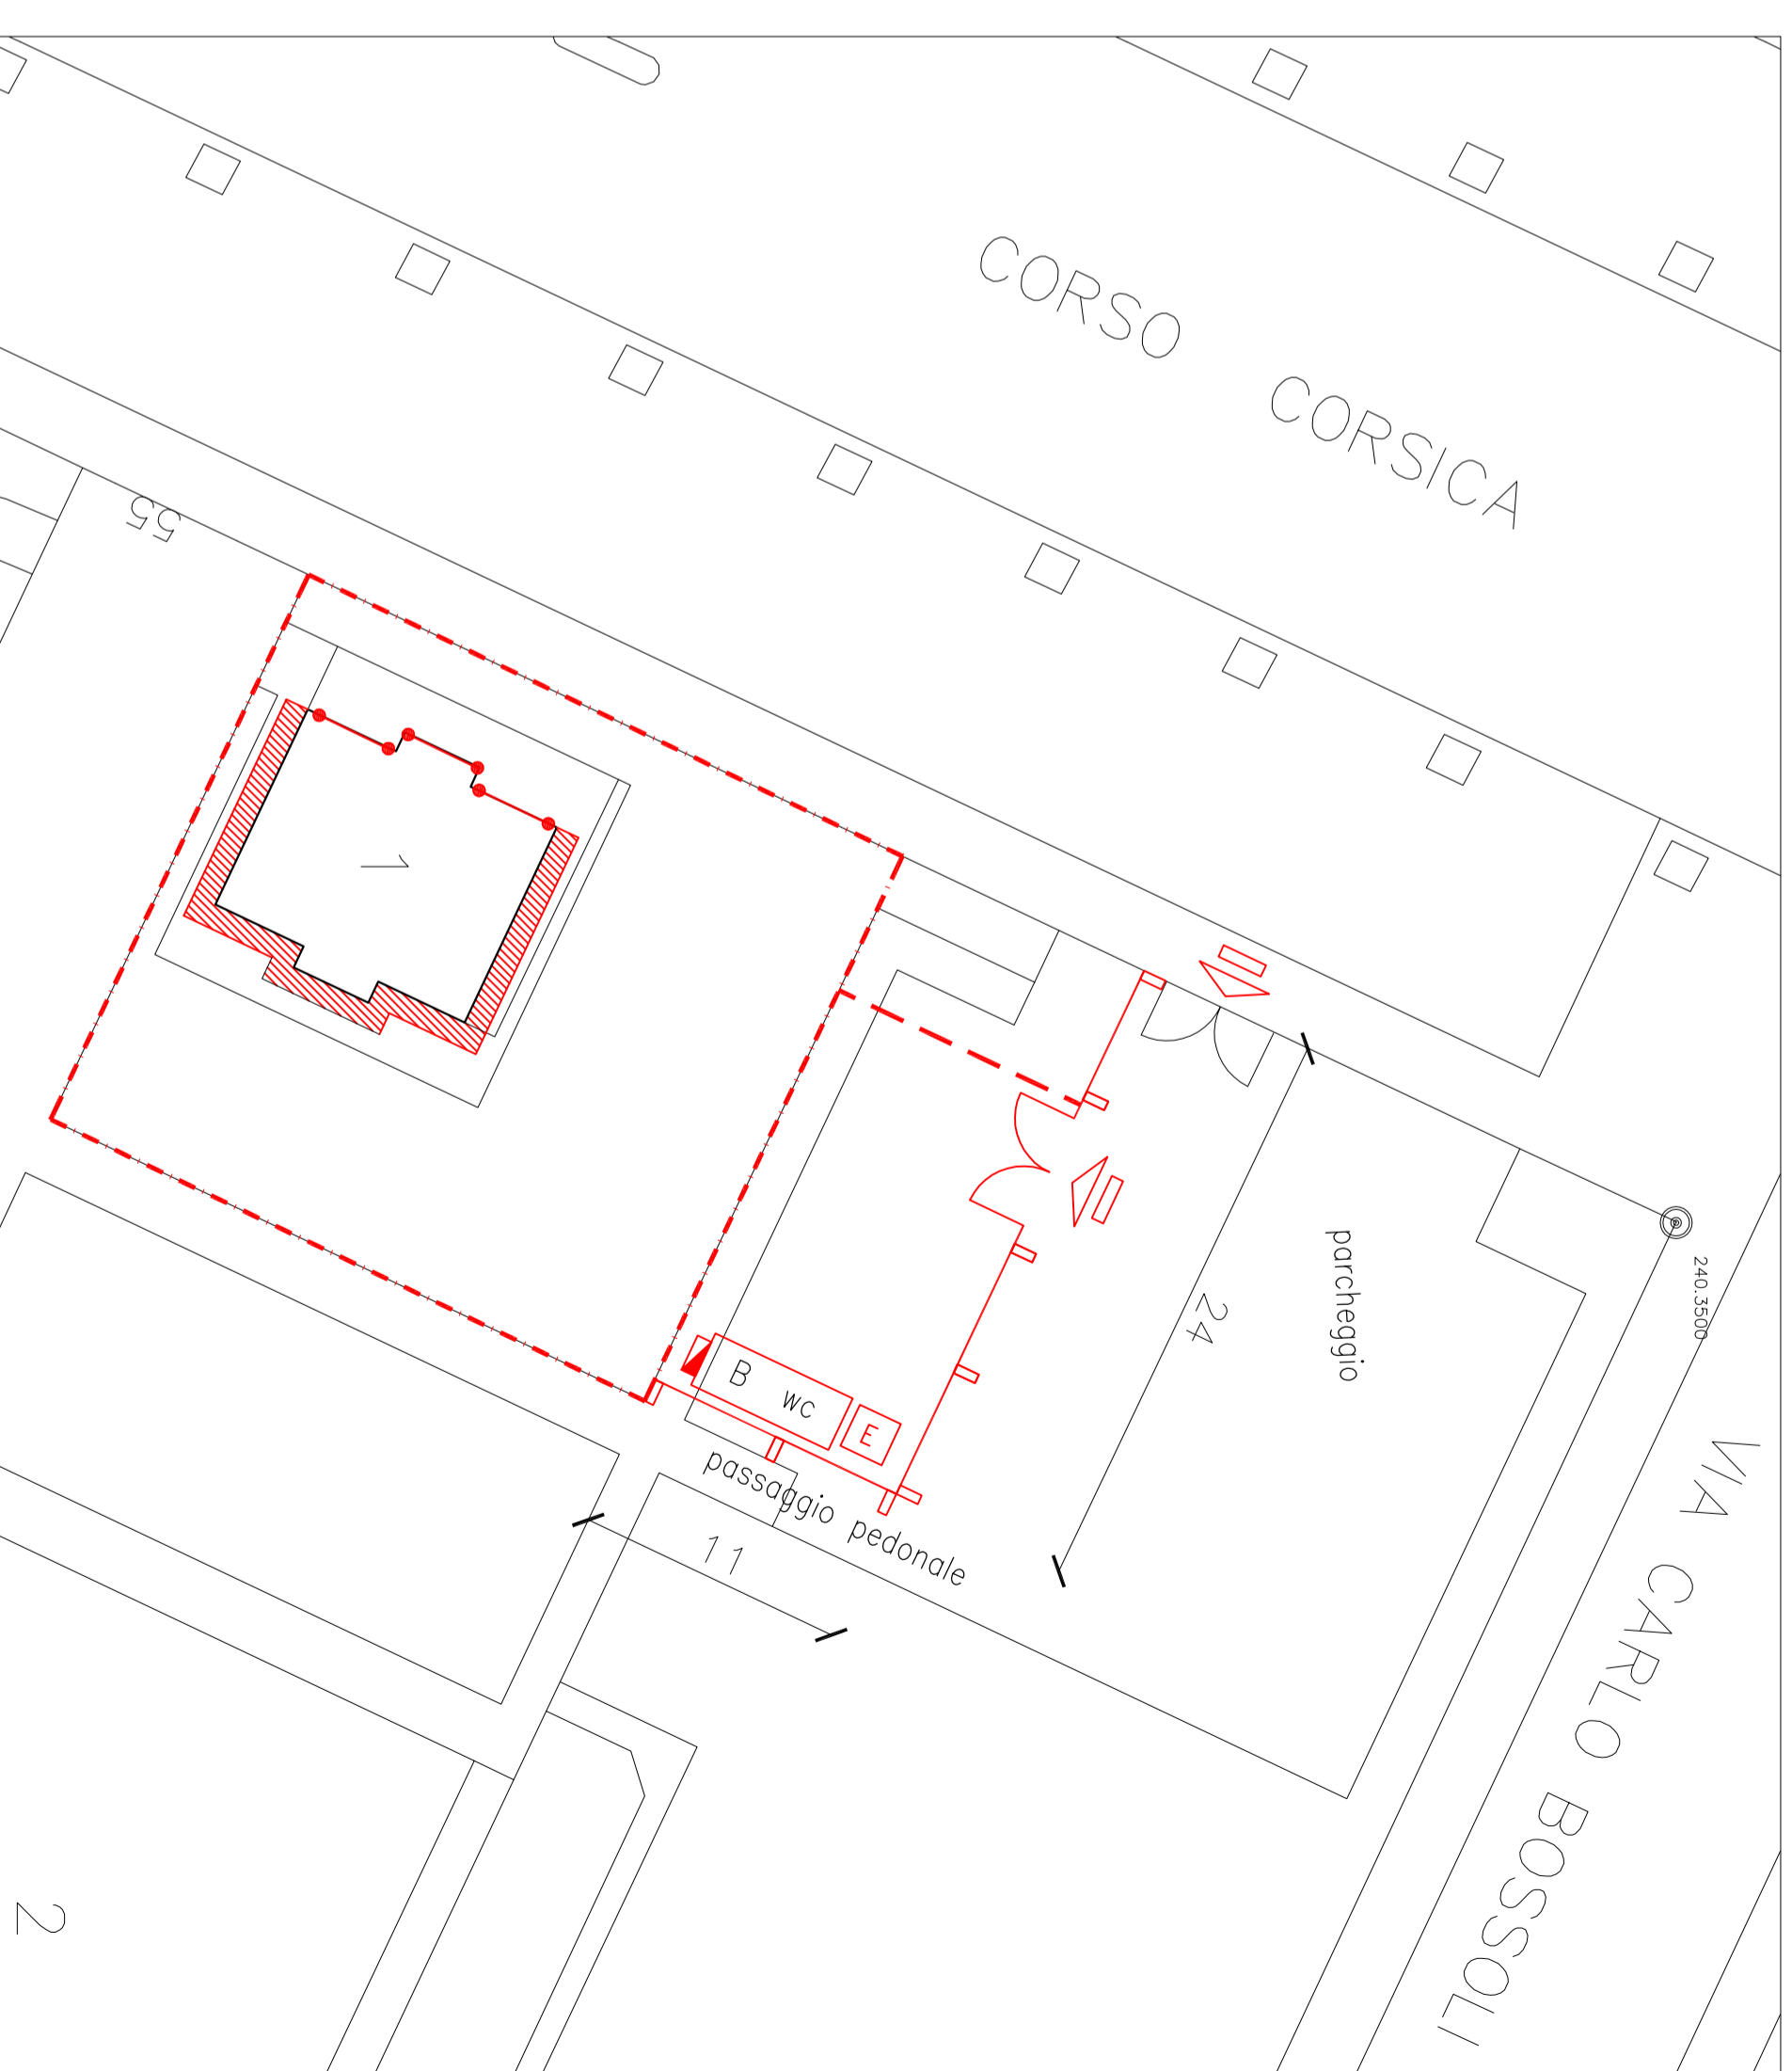 CORSO CORSICA
55
1
parcheggio
240.3500
24
B WC
E
passaggio pedonale
11
VIA CARLO BOSSOLI
2